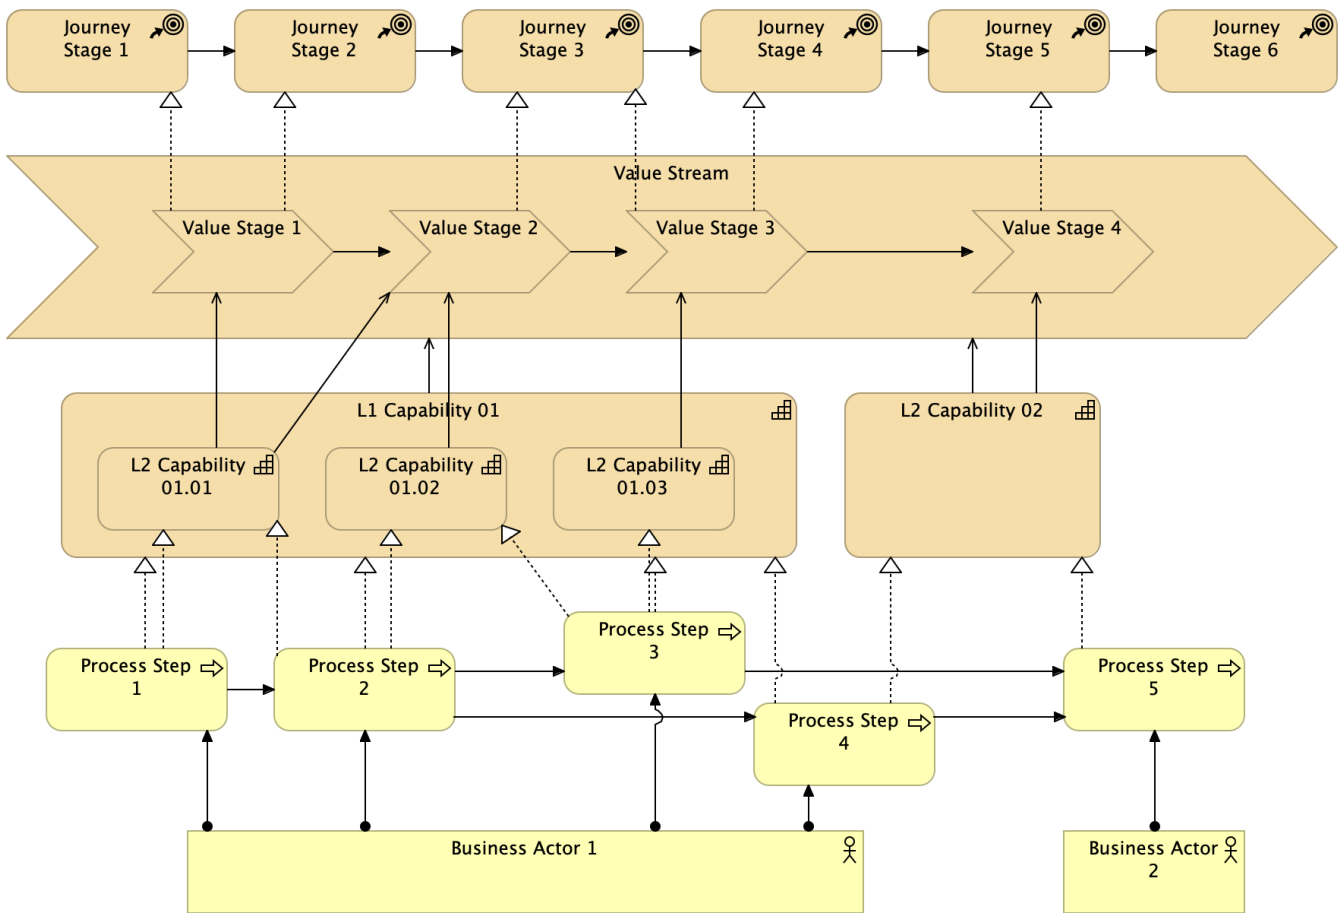 Journey
Stage 1
Journey
Stage 2
Journey
Stage 3
Journey
Stage 4
Journey
Stage 5
Journey
Stage 6
Value Stream
Value Stage 1
Value Stage 2
Value Stage 3
Value Stage 4
L1 Capability 01
L2 Capability 02
L2 Capability
01.01
L2 Capability
01.02
L2 Capability
01.03
Process Step
1
Process Step
2
Process Step
3
Process Step
4
Process Step
5
Business Actor 1
Business Actor
2